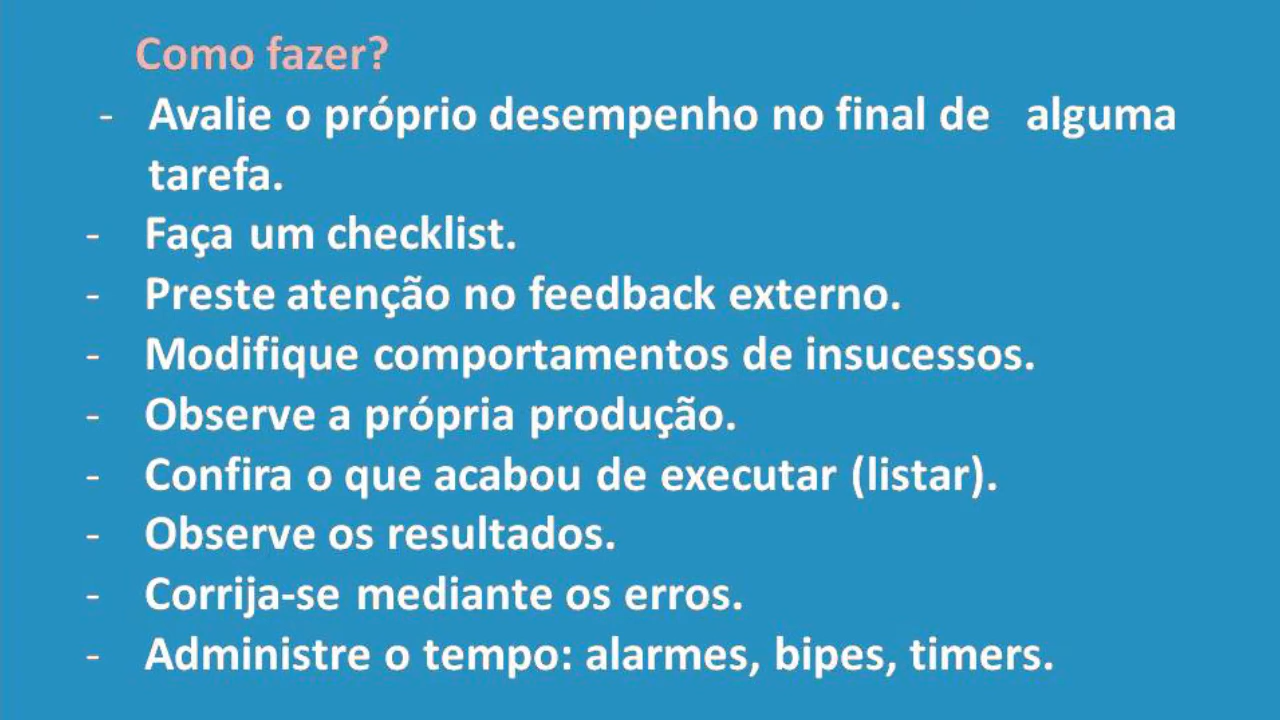 Como fazer?
- Avalie o próprio desempenho no final de alguma
tarefa.
- Faça um checklist.
- Preste atenção no feedback externo.
- Modifique comportamentos de insucessos.
- Observe a própria produção.
- Confira o que acabou de executar (listar).
- Observe os resultados.
- Corrija-se mediante os erros.
- Administre o tempo: alarmes, bipes, timers.